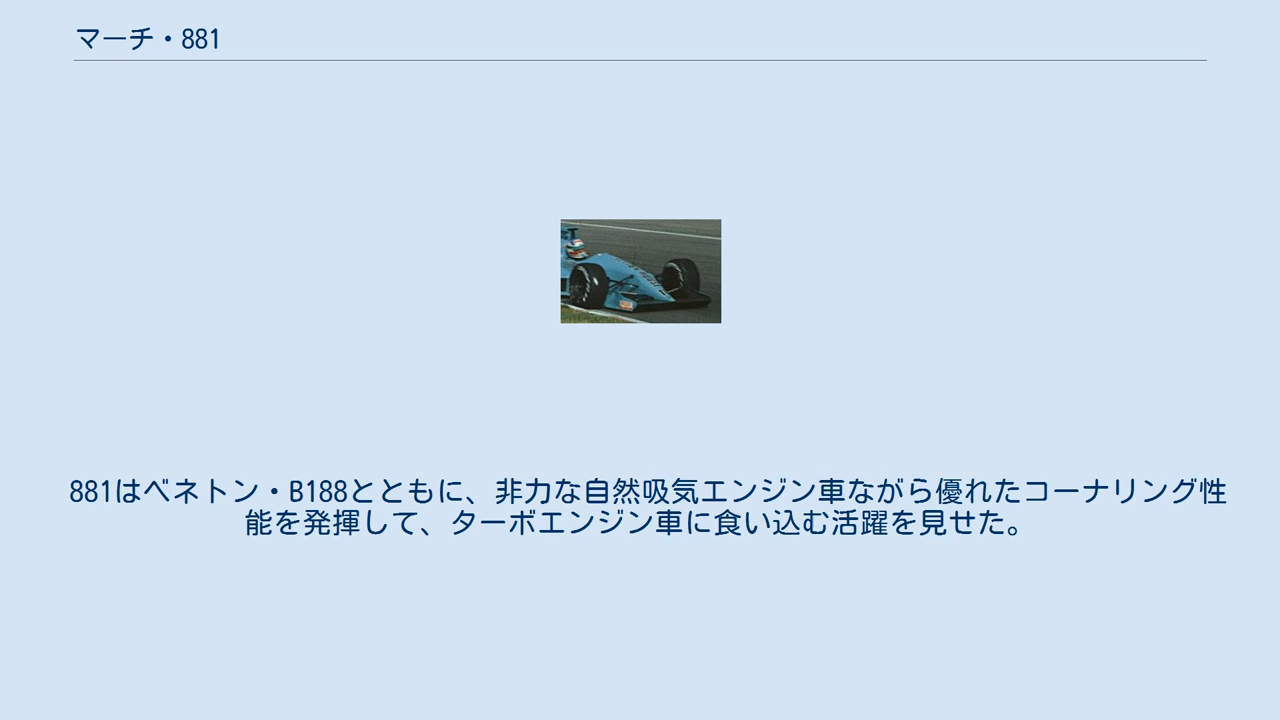 マーチ・881
881はベネトン・B188とともに、非力な自然吸気エンジン車ながら優れたコーナリング性
能を発揮して、ターボエンジン車に食い込む活躍を見せた。